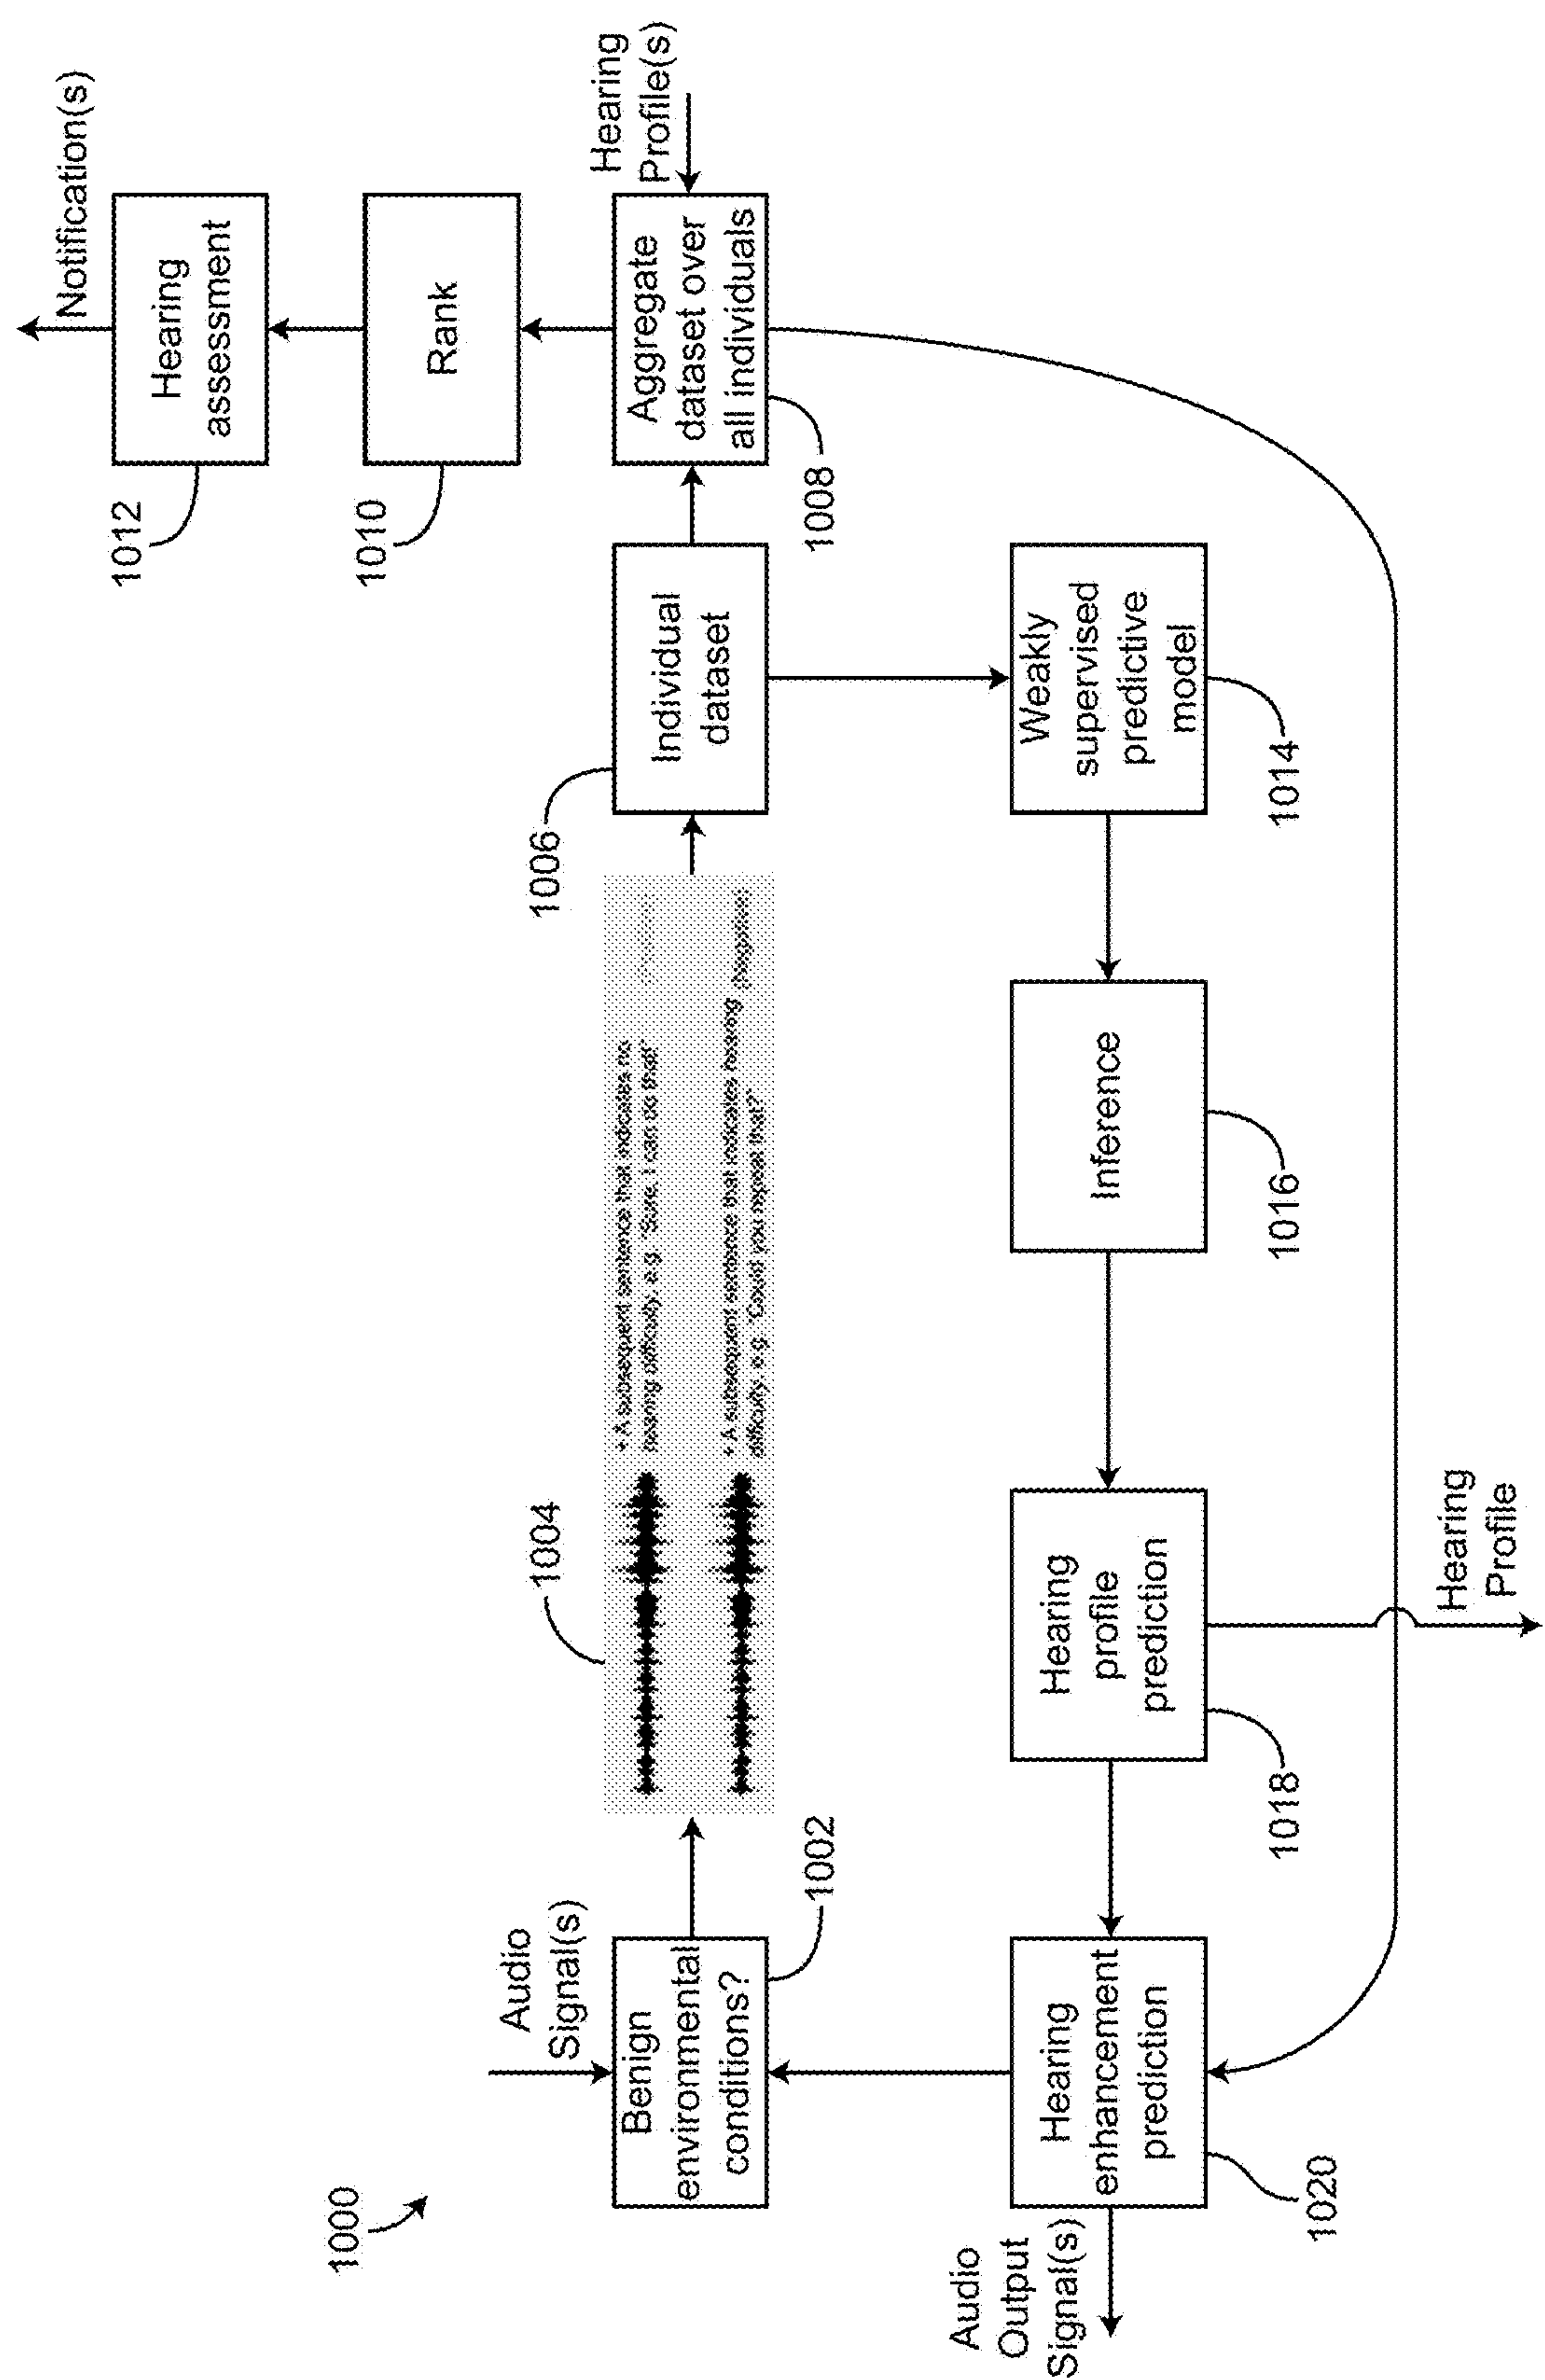 1000
Audio
Signal(s)
Benign
environmental
conditions?
1002
1004
+ A subsequent sentence that indicates no
hearing difficulty, e.g. "Sure, I can do that"
+ A subsequent sentence that indicates hearing
difficulty, e.g. "Could you repeat that?"
(Negative)
1006
Individual
dataset
Aggregate
dataset over
all individuals
1008
Hearing
Profile(s)
Rank
1010
Hearing
assessment
1012
Notification(s)
Weakly
supervised
predictive
model
1014
Inference
1016
Hearing
profile
prediction
1018
Hearing
Profile
Hearing
enhancement
prediction
1020
Audio
Output
Signal(s)